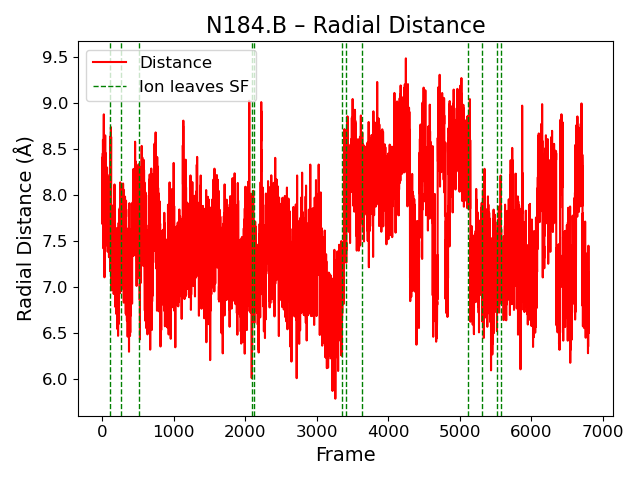 N184.B – Radial Distance
Distance
Ion leaves SF
Radial Distance (Å)
9.5
9.0
8.5
8.0
7.5
7.0
6.5
6.0
0 1000 2000 3000 4000 5000 6000 7000
Frame